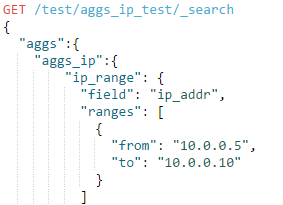 GET /test/aggs_ip_test/_search
{
  "aggs":{
    "aggs_ip":{
      "ip_range": {
        "field": "ip_addr",
        "ranges": [
          {
            "from": "10.0.0.5",
            "to": "10.0.0.10"
          }
        ]